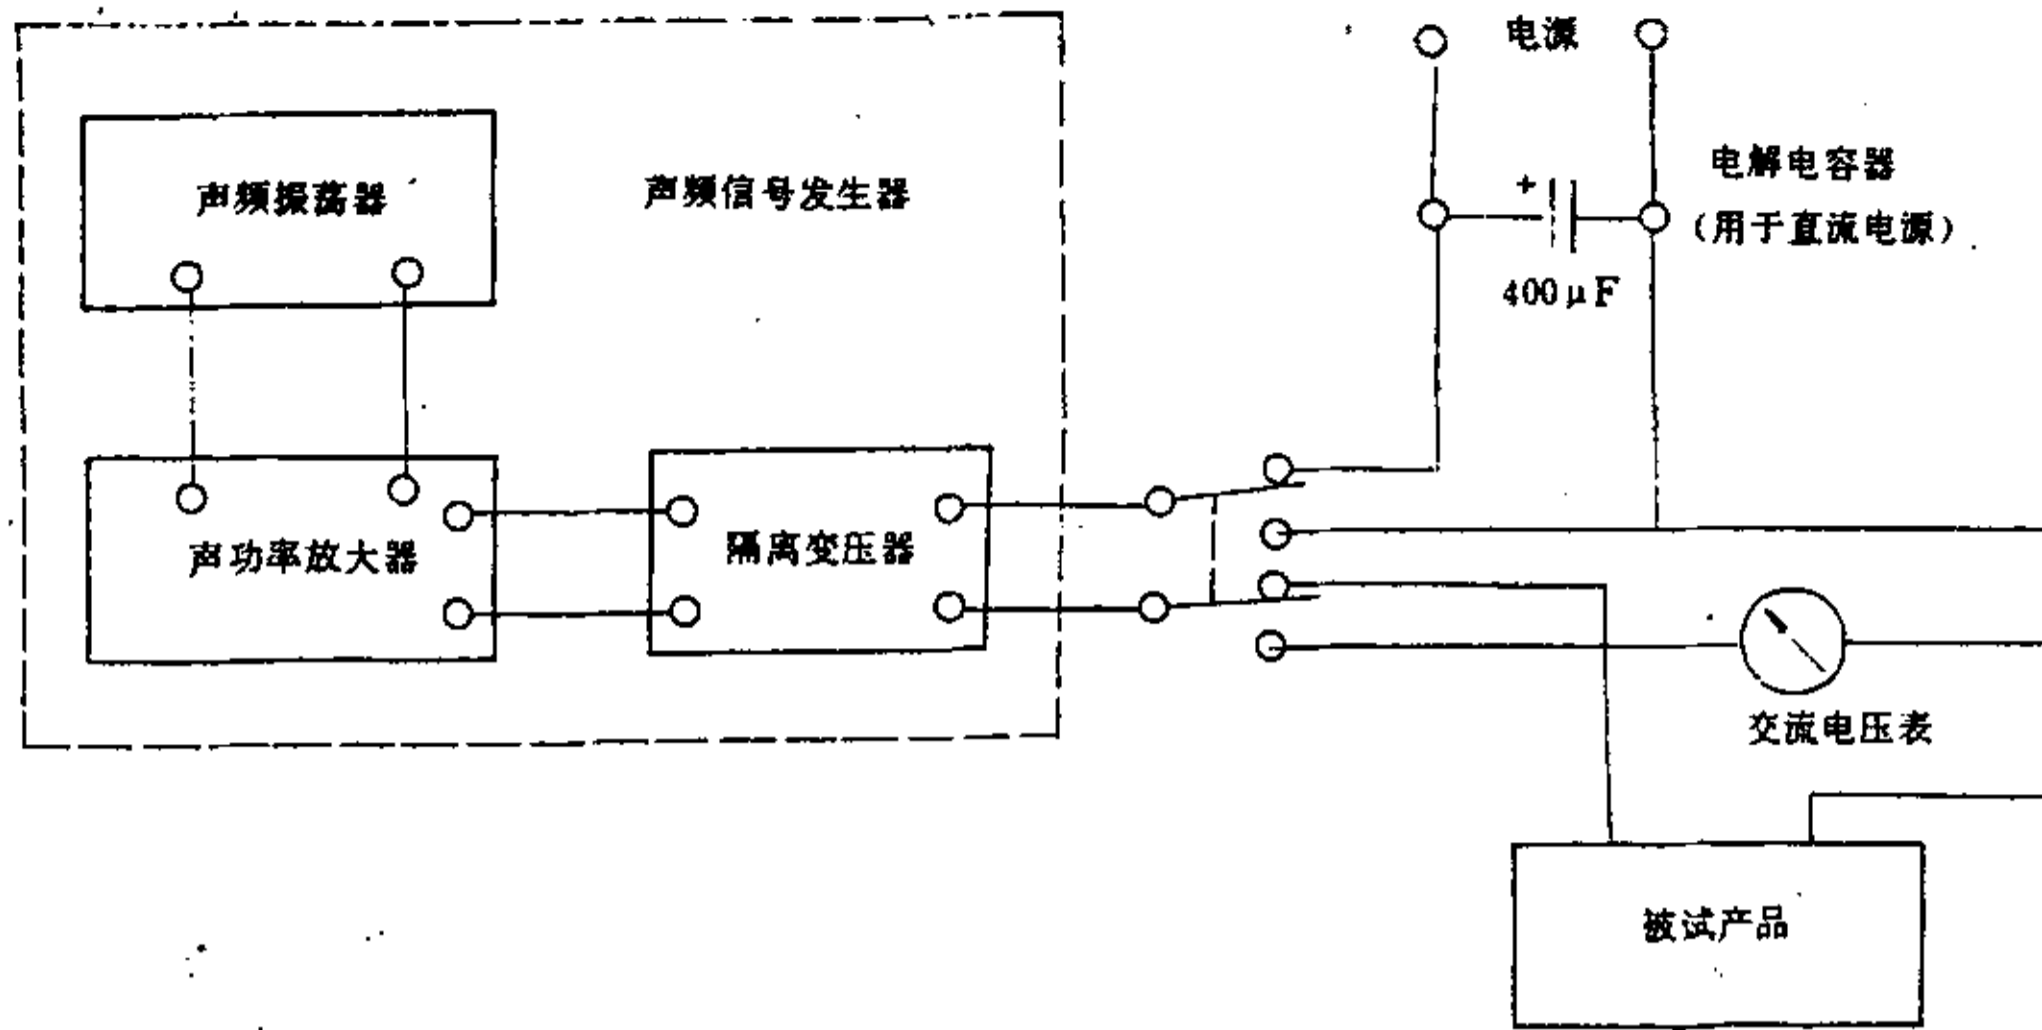 电源
声频振荡器
声频信号发生器
+
电解电容器
(用于直流电源)
400μF
声功率放大器
隔离变压器
交流电压表
被试产品